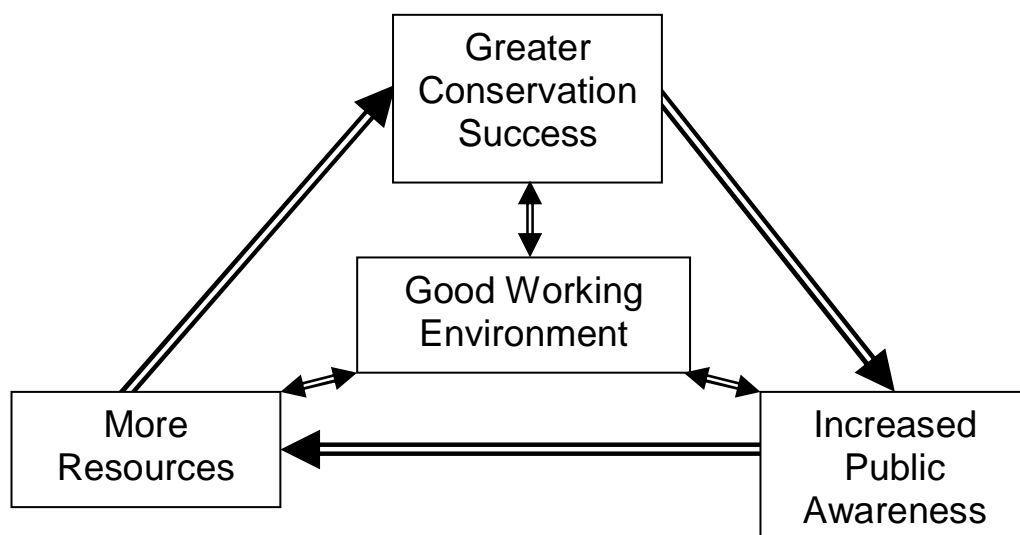 Greater
Conservation
Success
Good Working
Environment
More
Resources
Increased
Public
Awareness